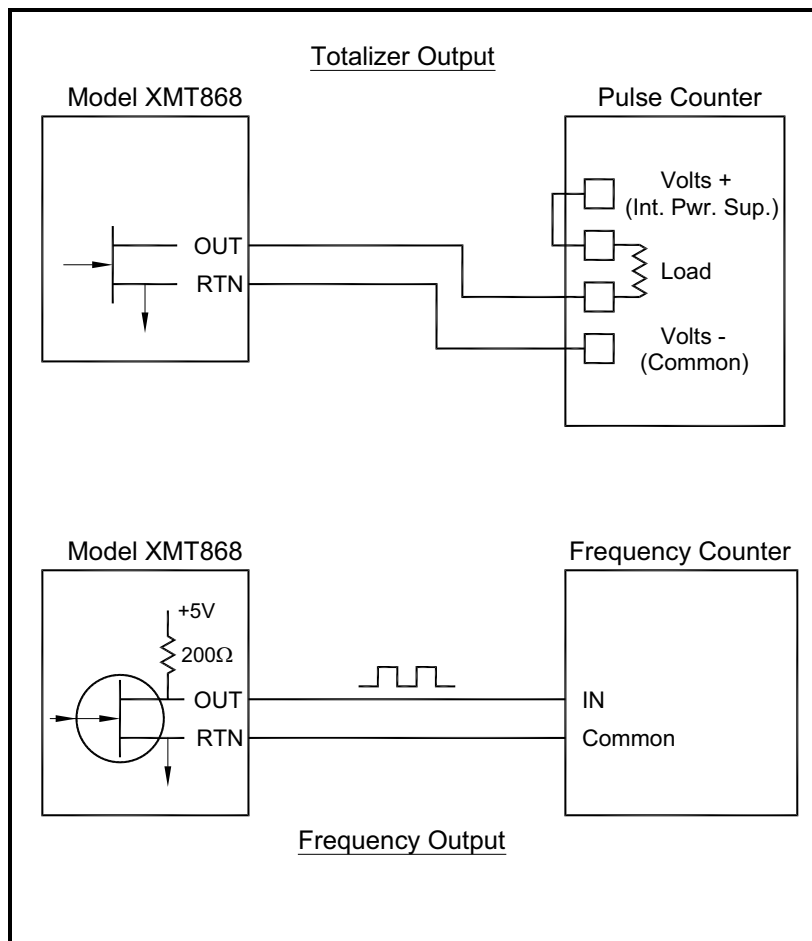 Totalizer Output
Model XMT868
Pulse Counter
Volts +
(Int. Pwr. Sup.)
OUT
Load
RTN
Volts -
(Common)
Model XMT868
Frequency Counter
+5V
200Ω
OUT
IN
RTN
Common
Frequency Output